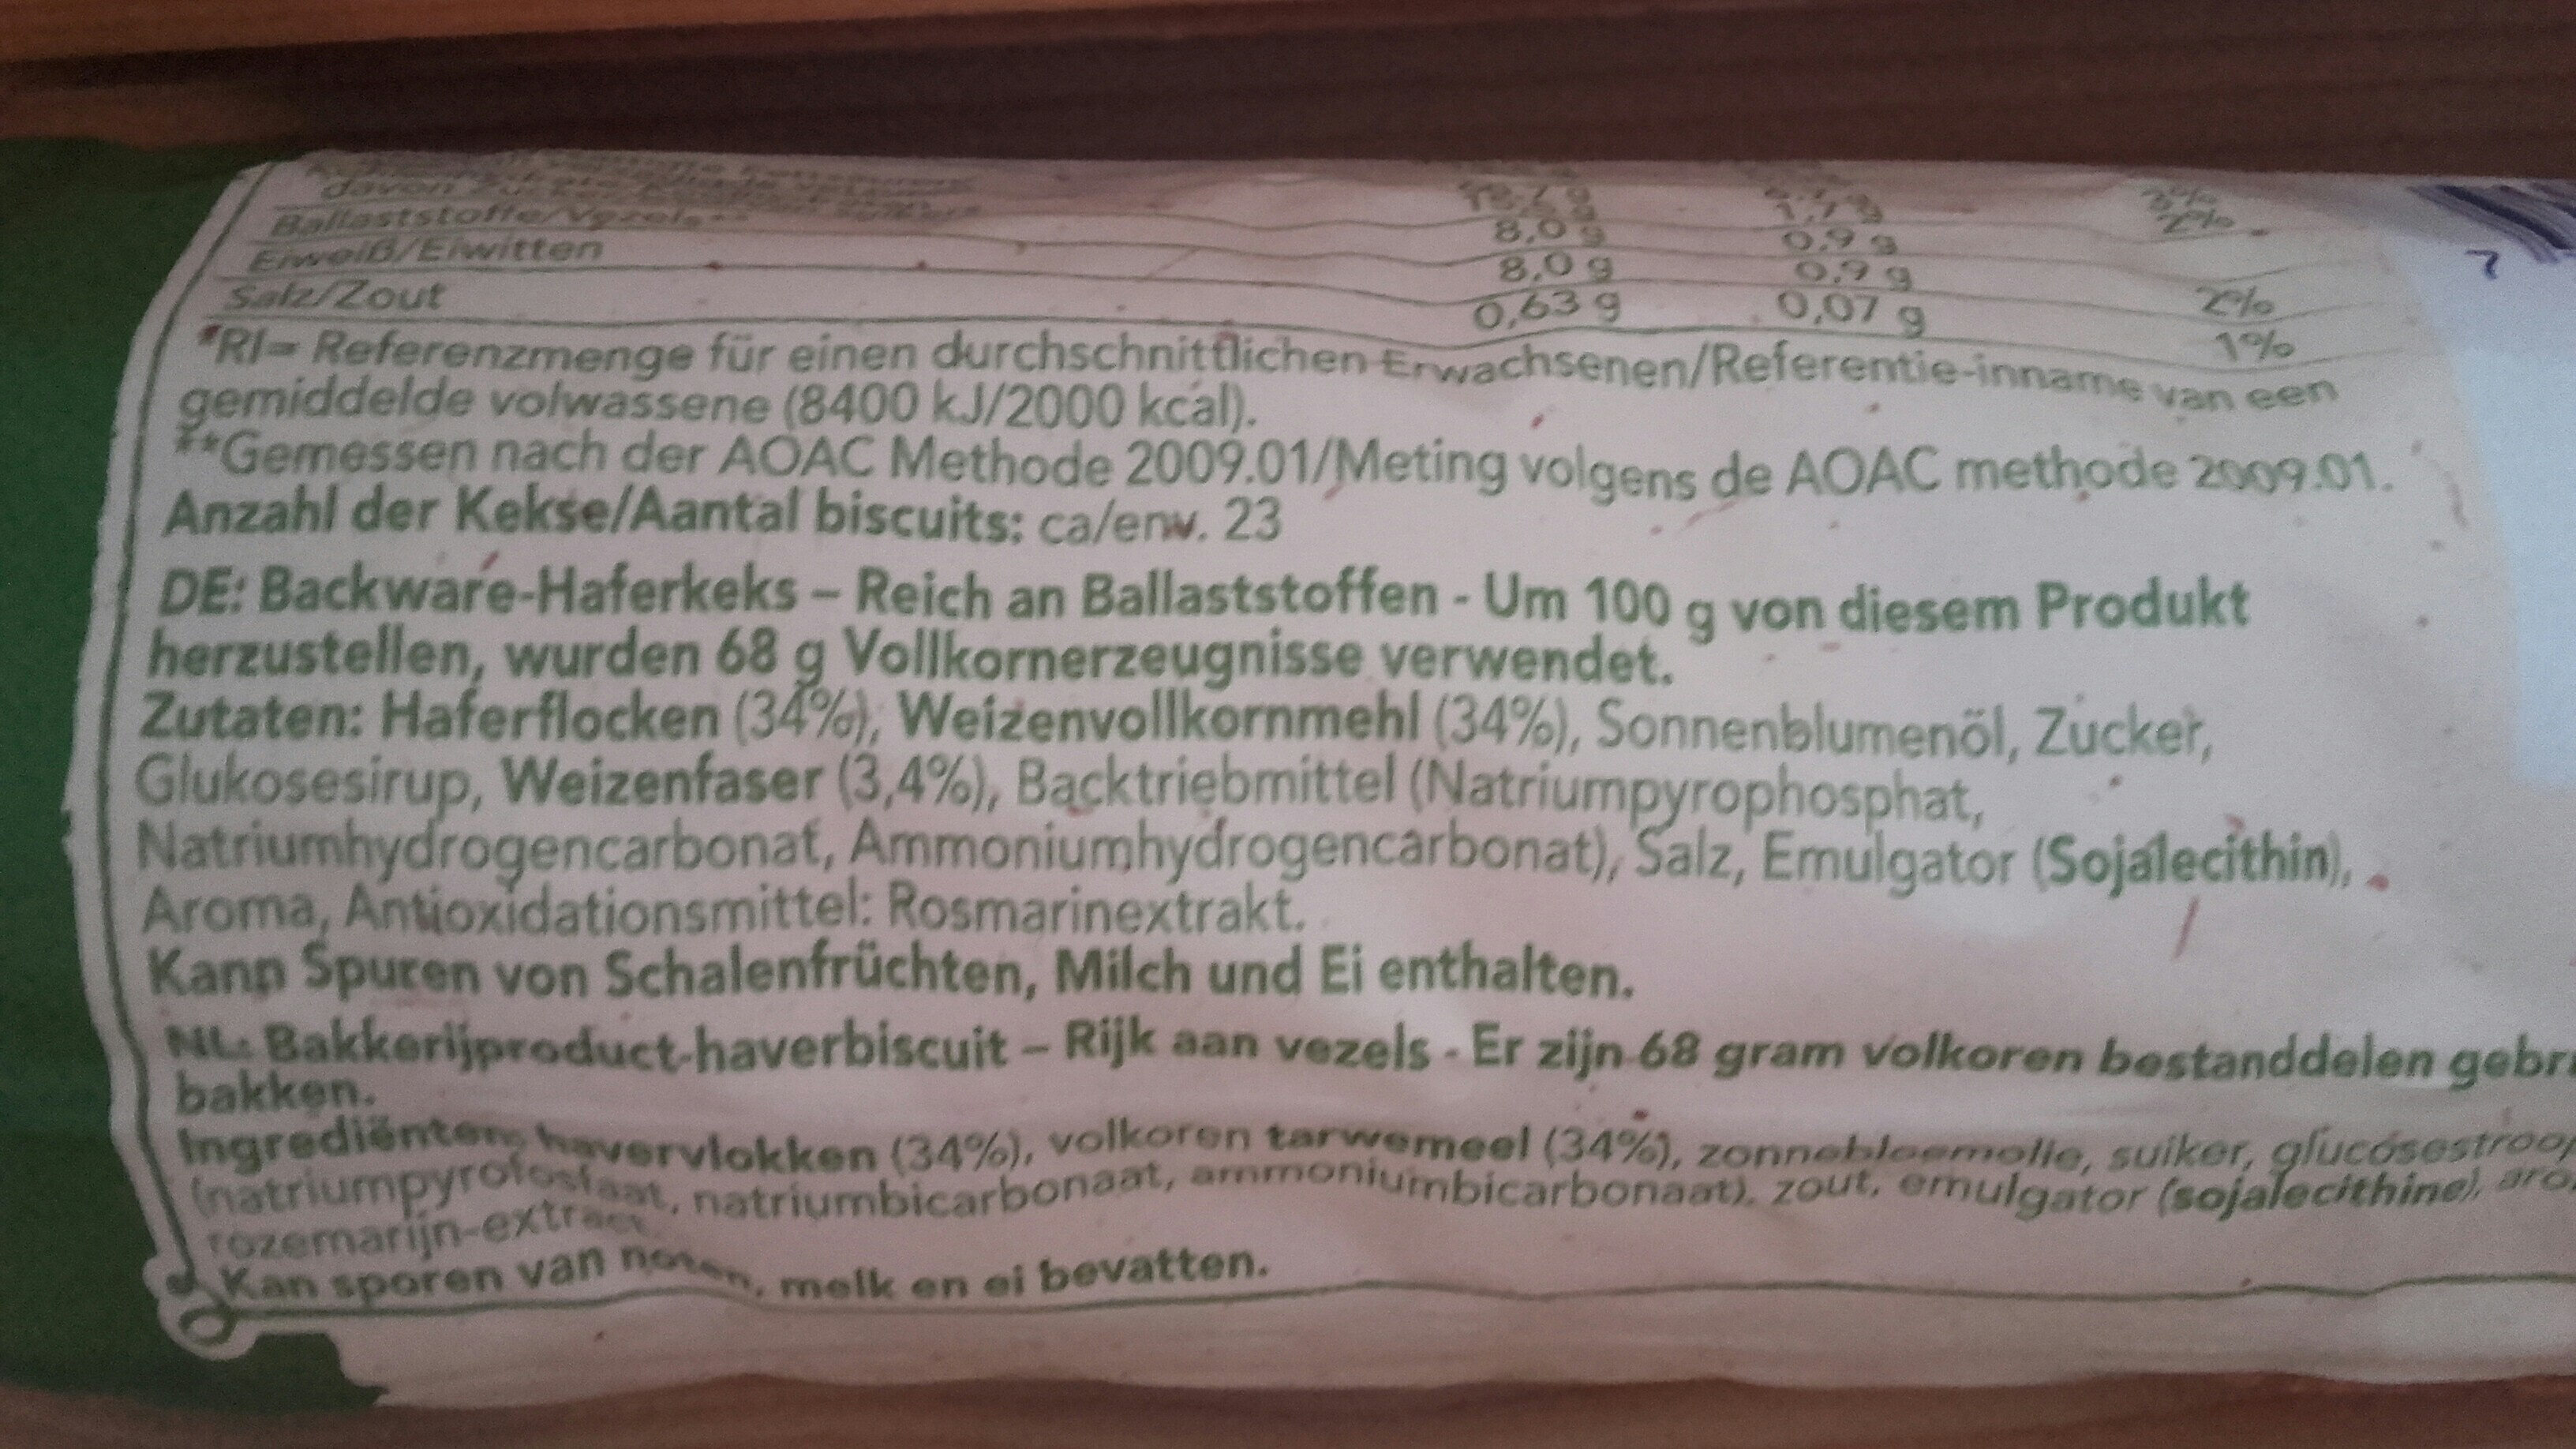 davon Zucker
Ballaststoffe/Vezels** 8,0 g 0,9 g
Eiweiß/Eiwitten 8,0 g 0,9 g 2%
Salz/Zout 0,63 g 0,07 g 1%
*RI= Referenzmenge für einen durchschnittlichen Erwachsenen/Referentie-inname van een
gemiddelde volwassene (8400 kJ/2000 kcal).
**Gemessen nach der AOAC Methode 2009.01/Meting volgens de AOAC methode 2009.01.
Anzahl der Kekse/Aantal biscuits: ca/env. 23
DE: Backware-Haferkeks – Reich an Ballaststoffen - Um 100 g von diesem Produkt
herzustellen, wurden 68 g Vollkornerzeugnisse verwendet.
Zutaten: Haferflocken (34%), Weizenvollkornmehl (34%), Sonnenblumenöl, Zucker,
Glukosesirup, Weizenfaser (3,4%), Backtriebmittel (Natriumpyrophosphat,
Natriumhydrogencarbonat, Ammoniumhydrogencarbonat), Salz, Emulgator (Sojalecithin),
Aroma, Antioxidationsmittel: Rosmarinextrakt.
Kann Spuren von Schalenfrüchten, Milch und Ei enthalten.
NL: Bakkerijproduct-haverbiscuit – Rijk aan vezels - Er zijn 68 gram volkoren bestanddelen gebr
bakken.
Ingrediënten: havervlokken (34%), volkoren tarwemeel (34%), zonnebloemolie, suiker, glucosestroop
(natriumpyrofosfaat, natriumbicarbonaat, ammoniumbicarbonaat), zout, emulgator (sojalecithine), aro
rozemarijn-extract.
Kan sporen van noten, melk en ei bevatten.
7